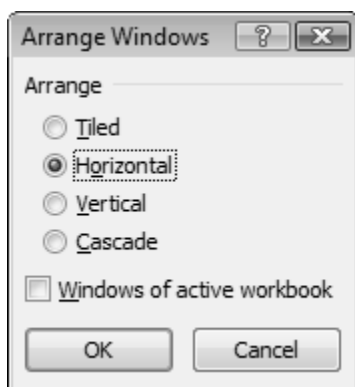 Arrange Windows ?
Arrange
Tiled
Horizontal
Vertical
Cascade
Windows of active workbook
OK Cancel